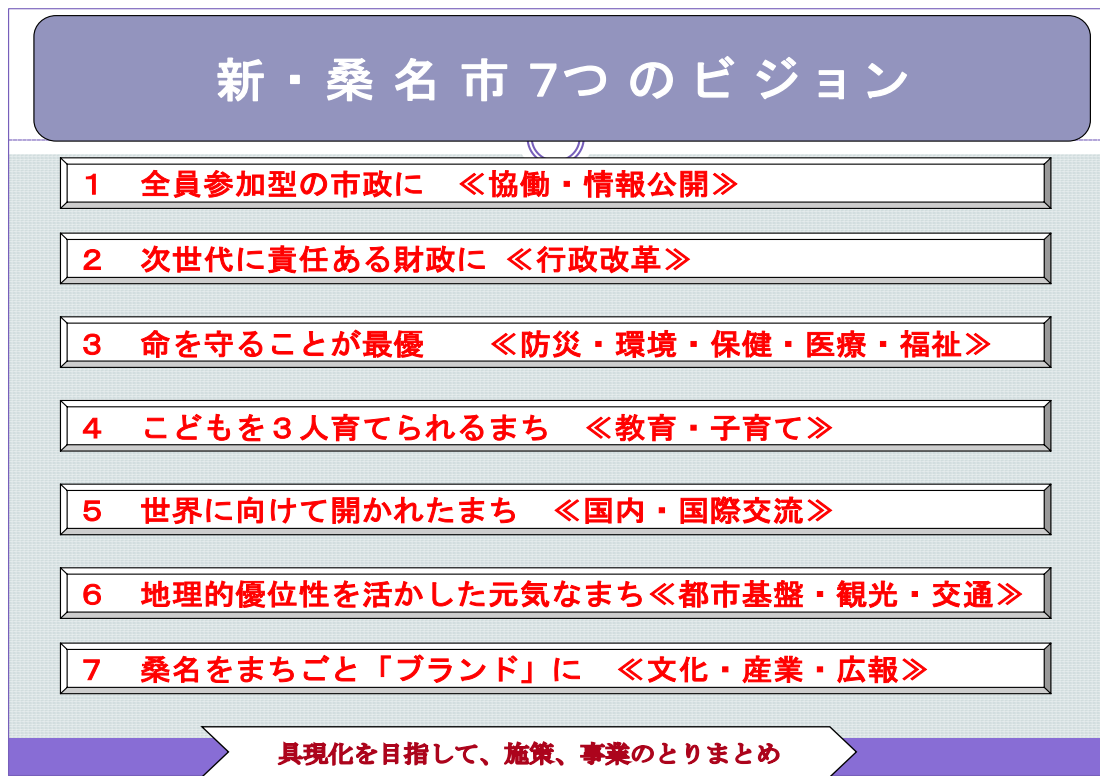 新・桑名市 7つのビジョン
１　全員参加型の市政に　≪協働・情報公開≫
２　次世代に責任ある財政に ≪行政改革≫
３　命を守ることが最優　　≪防災・環境・保健・医療・福祉≫
４　こどもを３人育てられるまち　≪教育・子育て≫
５　世界に向けて開かれたまち　≪国内・国際交流≫
６　地理的優位性を活かした元気なまち≪都市基盤・観光・交通≫
７　桑名をまちごと「ブランド」に　≪文化・産業・広報≫
具現化を目指して、施策、事業のとりまとめ